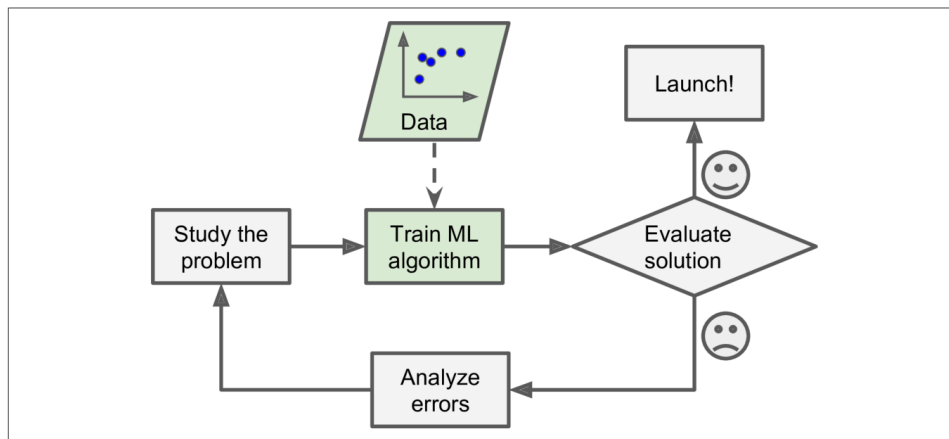 Data
Launch!
Study the
problem
Train ML
algorithm
Evaluate
solution
Analyze
errors